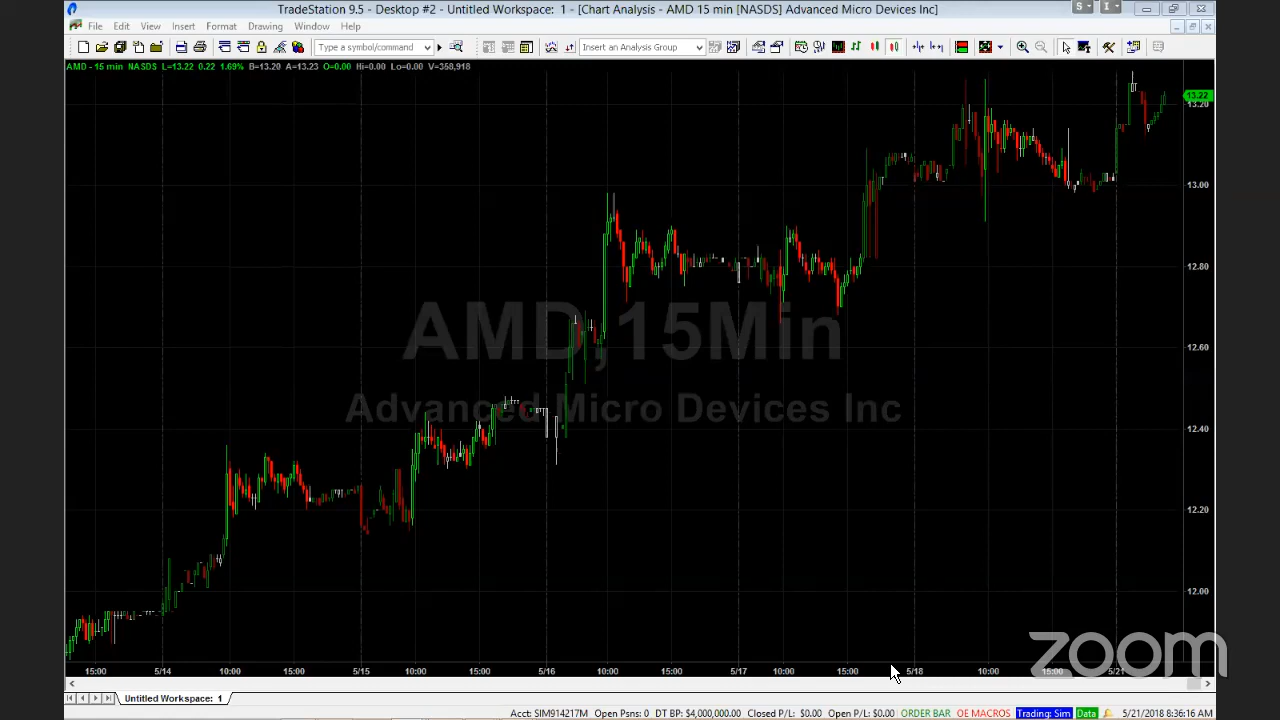 TradeStation 9.5 - Desktop #2 - Untitled Workspace: 1 - [Chart Analysis - AMD 15 min [NASDS] Advanced Micro Devices Inc]
S I
File Edit View Insert Format Drawing Window Help
Type a symbol/command Insert an Analysis Group
AMD - 15 min NASDS L=13.22 0.22 1.69% B=13.20 A=13.23 O=0.00 Hi=0.00 Lo=0.00 V=358,918
13.22
13.20
13.00
12.80
12.60
12.40
12.20
12.00
AMD,15Min
Advanced Micro Devices Inc
zoom
15:00 5/14 10:00 15:00 5/15 10:00 15:00 5/16 10:00 15:00 5/17 10:00 15:00 5/18 10:00 15:00 5/21
Untitled Workspace: 1
Acct: SIM914217M Open Psns: 0 DT BP: $4,000,000.00 Closed P/L: $0.00 Open P/L: $0.00 ORDER BAR OE MACROS Trading: Sim Data 5/21/2018 8:36:16 AM